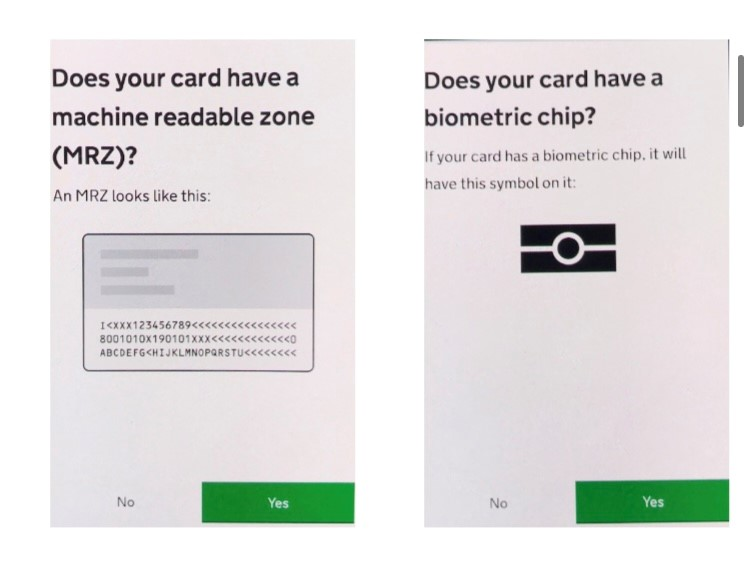 Does your card have a
machine readable zone
(MRZ)?
An MRZ looks like this:
I<XXX123456789<<<<<<<<<<<<<<<<
8001010X190101XXX<<<<<<<<<<<<0
ABCDEFG<HIJKLMNOPQRSTU<<<<<<<<
No
Yes
Does your card have a
biometric chip?
If your card has a biometric chip, it will
have this symbol on it:
No
Yes